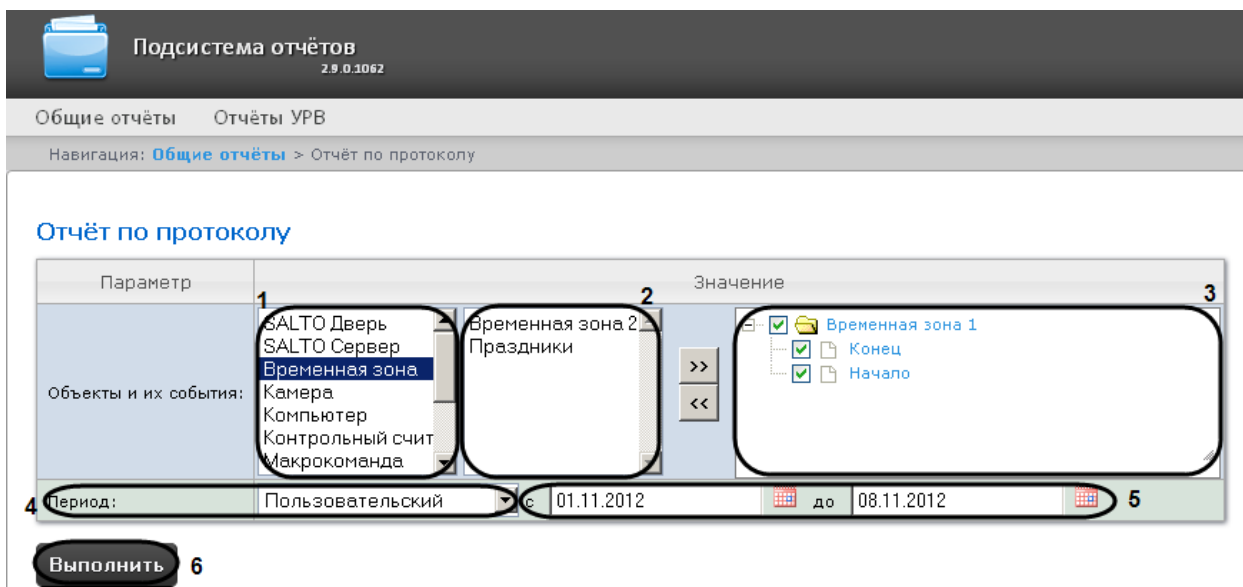 Подсистема отчётов
2.9.0.1062
Общие отчёты Отчёты УРВ
Навигация: Общие отчёты > Отчёт по протоколу
Отчёт по протоколу
Параметр Значение
1 2 3
Объекты и их события:
SALTO Дверь
SALTO Сервер
Временная зона
Камера
Компьютер
Контрольный счит
Макрокоманда
Временная зона 2
Праздники
>>
<<
Временная зона 1
Конец
Начало
4 Период: Пользовательский с 01.11.2012 до 08.11.2012 5
Выполнить 6